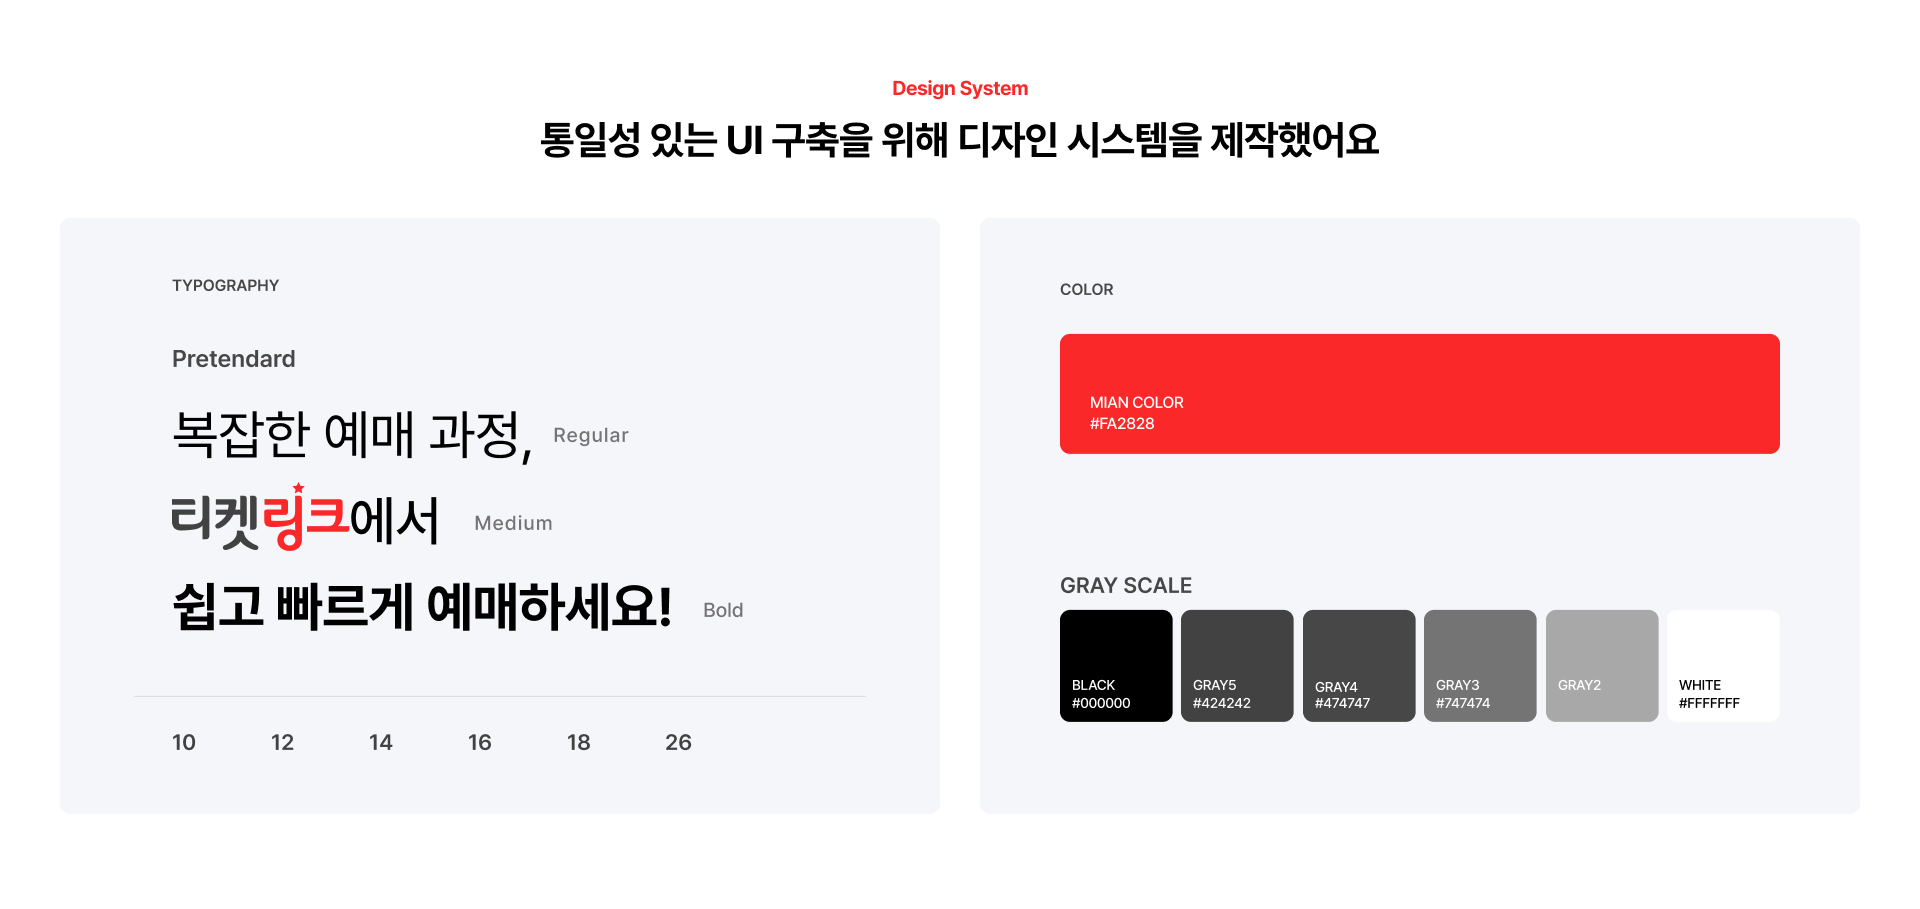 Design System
통일성 있는 UI 구축을 위해 디자인 시스템을 제작했어요
TYPOGRAPHY
Pretendard
복잡한 예매 과정, Regular
티켓링크에서 Medium
쉽고 빠르게 예매하세요! Bold
10 12 14 16 18 26
COLOR
MIAN COLOR
#FA2828
GRAY SCALE
BLACK
#000000
GRAY5
#424242
GRAY4
#474747
GRAY3
#747474
GRAY2
WHITE
#FFFFFFF